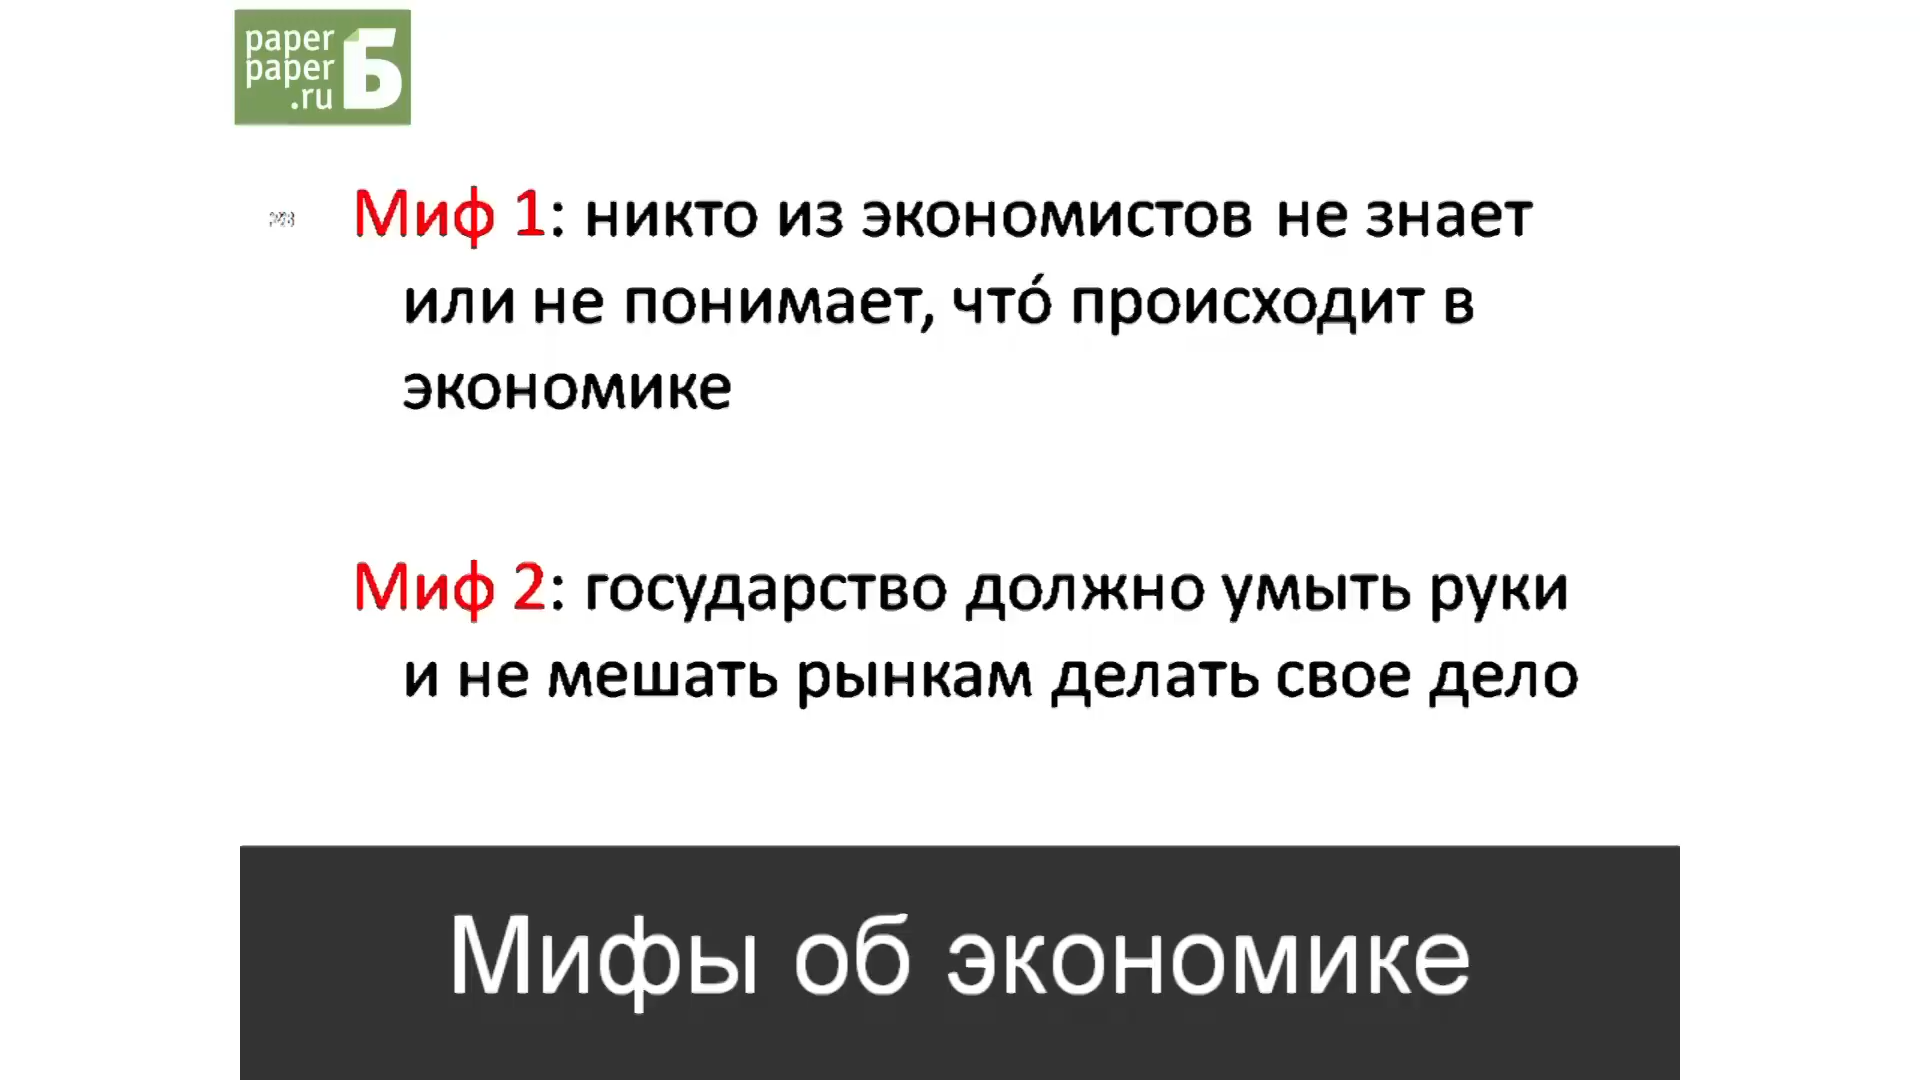 paper
paper
.ru
Б
Миф 1: никто из экономистов не знает
или не понимает, что́ происходит в
экономике
Миф 2: государство должно умыть руки
и не мешать рынкам делать свое дело
Мифы об экономике